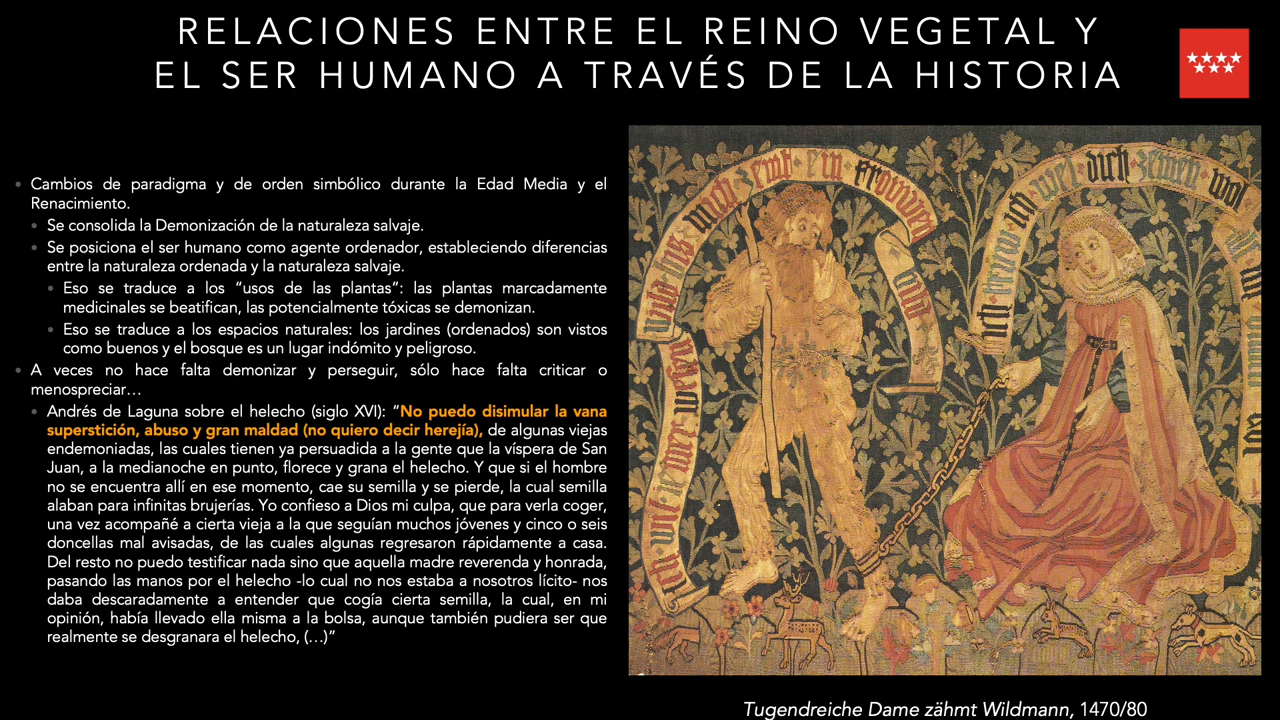 RELACIONES ENTRE EL REINO VEGETAL Y
EL SER HUMANO A TRAVÉS DE LA HISTORIA
• Cambios de paradigma y de orden simbólico durante la Edad Media y el
Renacimiento.
• Se consolida la Demonización de la naturaleza salvaje.
• Se posiciona el ser humano como agente ordenador, estableciendo diferencias
entre la naturaleza ordenada y la naturaleza salvaje.
• Eso se traduce a los “usos de las plantas”: las plantas marcadamente
medicinales se beatifican, las potencialmente tóxicas se demonizan.
• Eso se traduce a los espacios naturales: los jardines (ordenados) son vistos
como buenos y el bosque es un lugar indómito y peligroso.
• A veces no hace falta demonizar y perseguir, sólo hace falta criticar o
menospreciar…
• Andrés de Laguna sobre el helecho (siglo XVI): “No puedo disimular la vana
superstición, abuso y gran maldad (no quiero decir herejía), de algunas viejas
endemoniadas, las cuales tienen ya persuadida a la gente que la víspera de San
Juan, a la medianoche en punto, florece y grana el helecho. Y que si el hombre
no se encuentra allí en ese momento, cae su semilla y se pierde, la cual semilla
alaban para infinitas brujerías. Yo confieso a Dios mi culpa, que para verla coger,
una vez acompañé a cierta vieja a la que seguían muchos jóvenes y cinco o seis
doncellas mal avisadas, de las cuales algunas regresaron rápidamente a casa.
Del resto no puedo testificar nada sino que aquella madre reverenda y honrada,
pasando las manos por el helecho -lo cual no nos estaba a nosotros lícito- nos
daba descaradamente a entender que cogía cierta semilla, la cual, en mi
opinión, había llevado ella misma a la bolsa, aunque también pudiera ser que
realmente se desgranara el helecho, (…)”
Tugendreiche Dame zähmt Wildmann, 1470/80